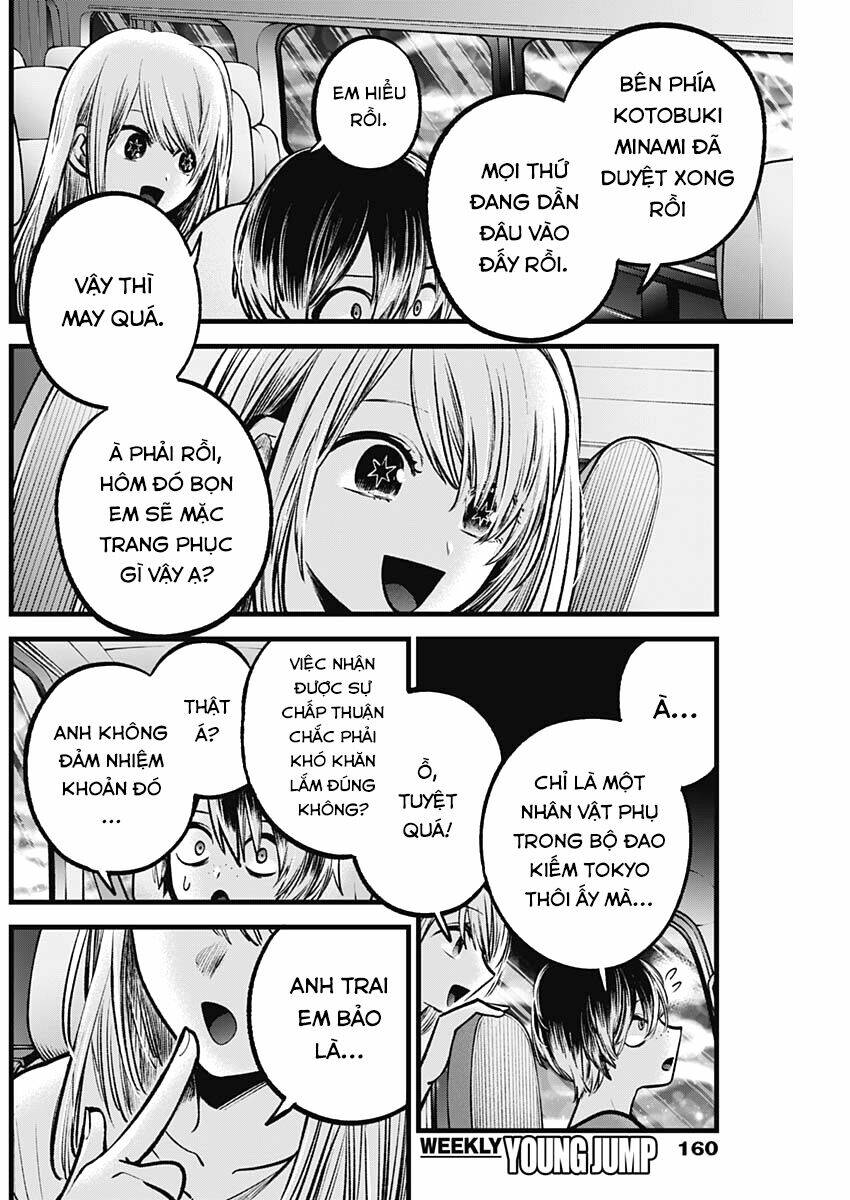 BÊN PHÍA
KOTOBUKI
MINAMI ĐÃ
DUYỆT XONG
RỒI
MỌI THỨ
ĐANG DẦN
ĐÂU VÀO
ĐẤY RỒI.
EM HIỂU
RỒI.
VẬY THÌ
MAY QUÁ.
À PHẢI RỒI,
HÔM ĐÓ BỌN
EM SẼ MẶC
TRANG PHỤC
GÌ VẬY Ạ?
À...
CHỈ LÀ MỘT
NHÂN VẬT PHỤ
TRONG BỘ ĐAO
KIẾM TOKYO
THÔI ẤY MÀ...
Ồ,
TUYỆT
QUÁ!
VIỆC NHẬN
ĐƯỢC SỰ
CHẤP THUẬN
CHẮC PHẢI
KHÓ KHĂN
LẮM ĐÚNG
KHÔNG?
THẬT
Á?
ANH KHÔNG
ĐẢM NHIỆM
KHOẢN ĐÓ
...
ANH TRAI
EM BẢO
LÀ...
WEEKLY YOUNG JUMP 160